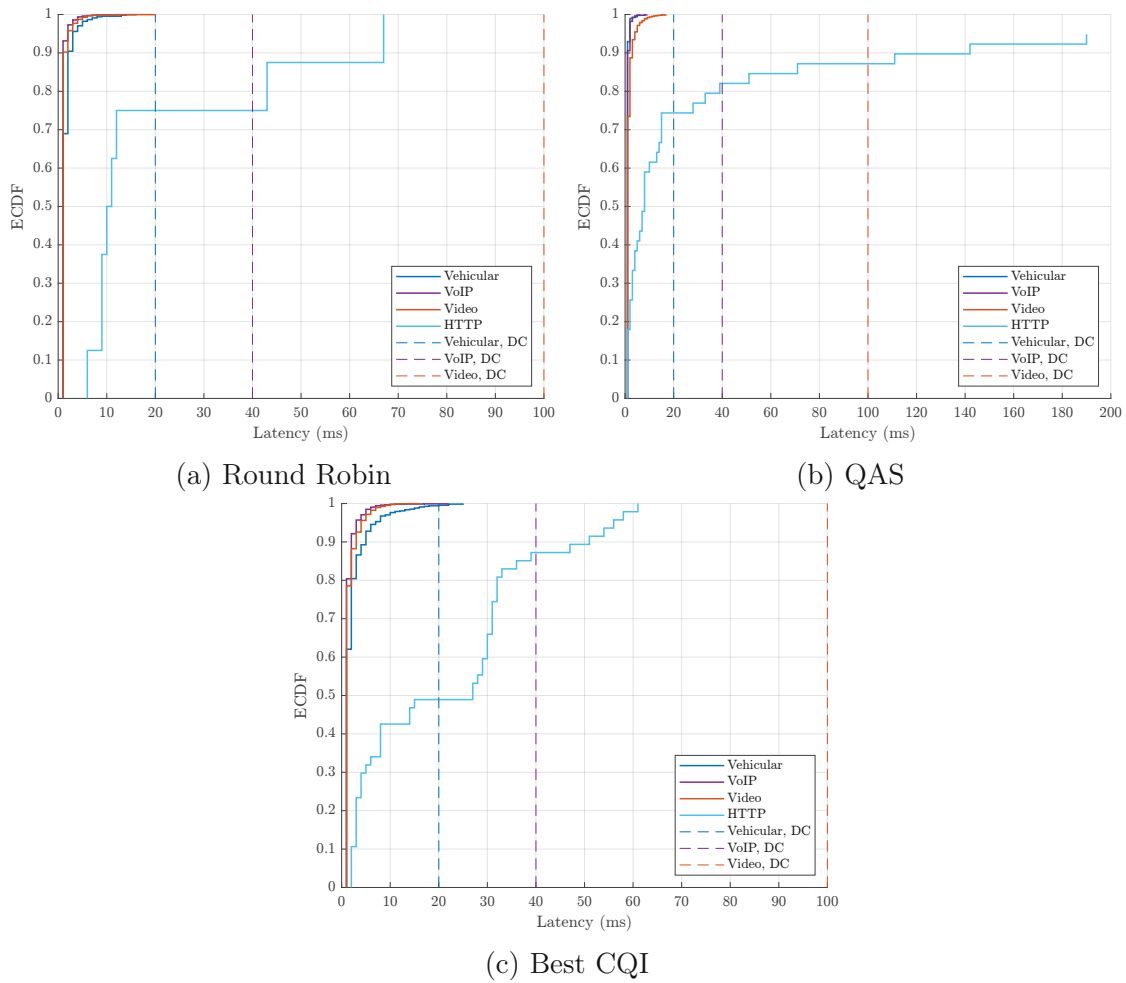 1
0.9
0.8
0.7
0.6
0.5
0.4
0.3
0.2
0.1
0
ECDF
0 10 20 30 40 50 60 70 80 90 100
Latency (ms)
Vehicular
VoIP
Video
HTTP
Vehicular, DC
VoIP, DC
Video, DC
(a) Round Robin
1
0.9
0.8
0.7
0.6
0.5
0.4
0.3
0.2
0.1
0
ECDF
0 20 40 60 80 100 120 140 160 180 200
Latency (ms)
Vehicular
VoIP
Video
HTTP
Vehicular, DC
VoIP, DC
Video, DC
(b) QAS
1
0.9
0.8
0.7
0.6
0.5
0.4
0.3
0.2
0.1
0
ECDF
0 10 20 30 40 50 60 70 80 90 100
Latency (ms)
Vehicular
VoIP
Video
HTTP
Vehicular, DC
VoIP, DC
Video, DC
(c) Best CQI